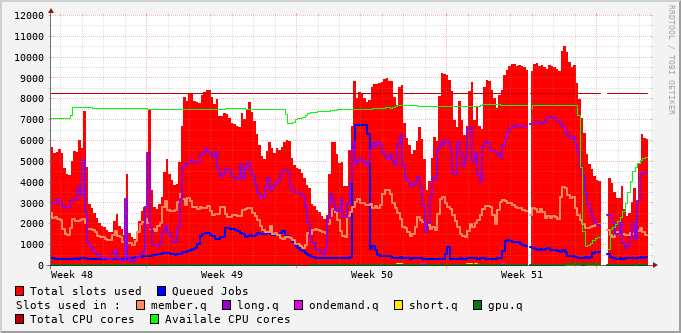 RRDTOOL / TOBI OETIKER
12000
11000
10000
9000
8000
7000
6000
5000
4000
3000
2000
1000
0
Week 48 Week 49 Week 50 Week 51
Total slots used Queued Jobs
Slots used in : member.q long.q ondemand.q short.q gpu.q
Total CPU cores Availale CPU cores